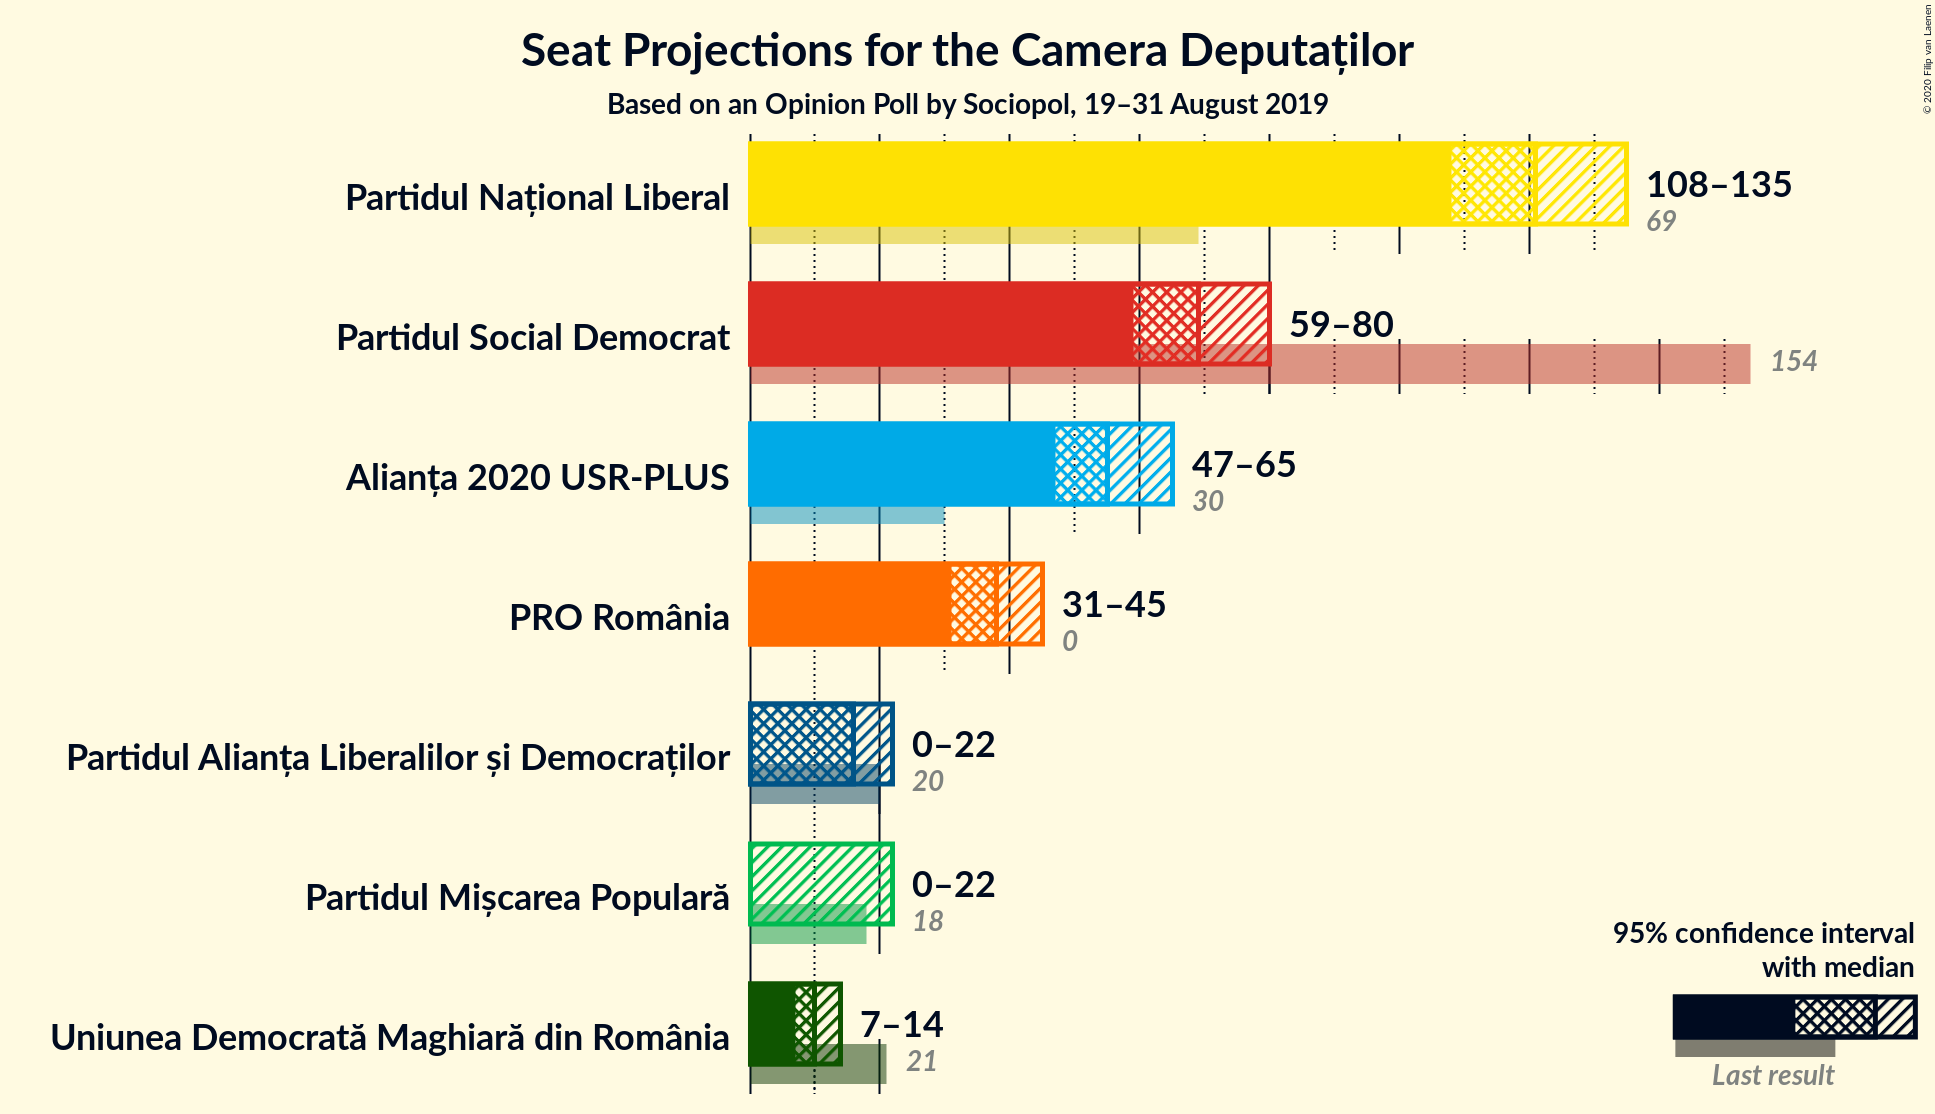 Seat Projections for the Camera Deputaților
Based on an Opinion Poll by Sociopol, 19–31 August 2019
© 2020 Filip van Laenen
Partidul Național Liberal
108–135
69
Partidul Social Democrat
59–80
154
Alianța 2020 USR-PLUS
47–65
30
PRO România
31–45
0
Partidul Alianța Liberalilor și Democraților
0–22
20
Partidul Mișcarea Populară
0–22
18
Uniunea Democrată Maghiară din România
7–14
21
95% confidence interval
with median
Last result